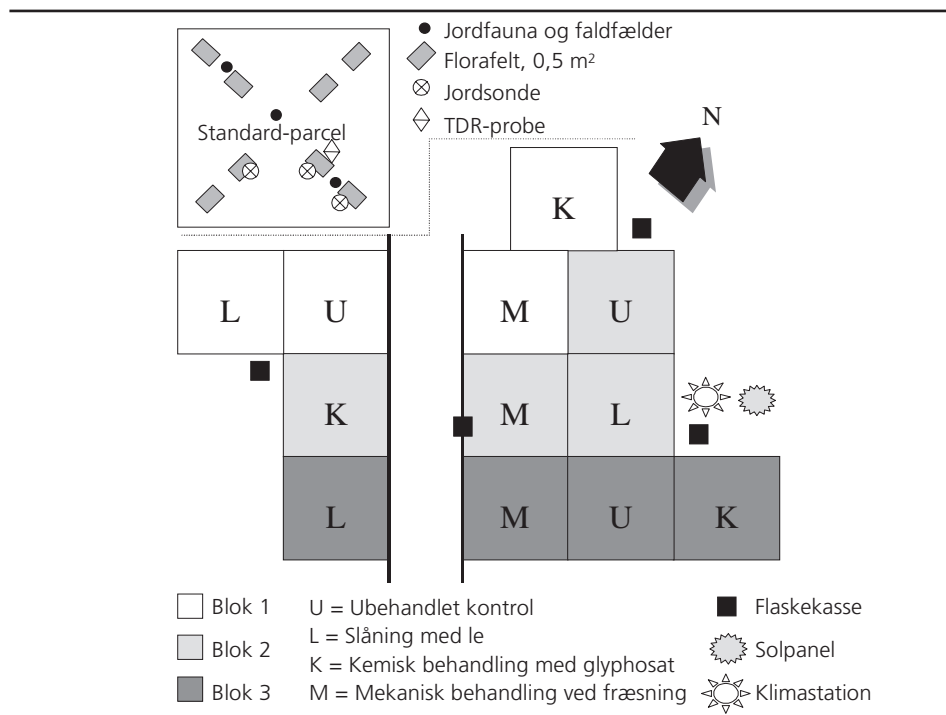 Jordfauna og faldfælder
Florafelt, 0,5 m²
Jordsonde
TDR-probe
Standard-parcel
N
K
L U M U
K M L
L M U K
Blok 1
Blok 2
Blok 3
U = Ubehandlet kontrol
L = Slåning med le
K = Kemisk behandling med glyphosat
M = Mekanisk behandling ved fræsning
Flaskekasse
Solpanel
Klimastation